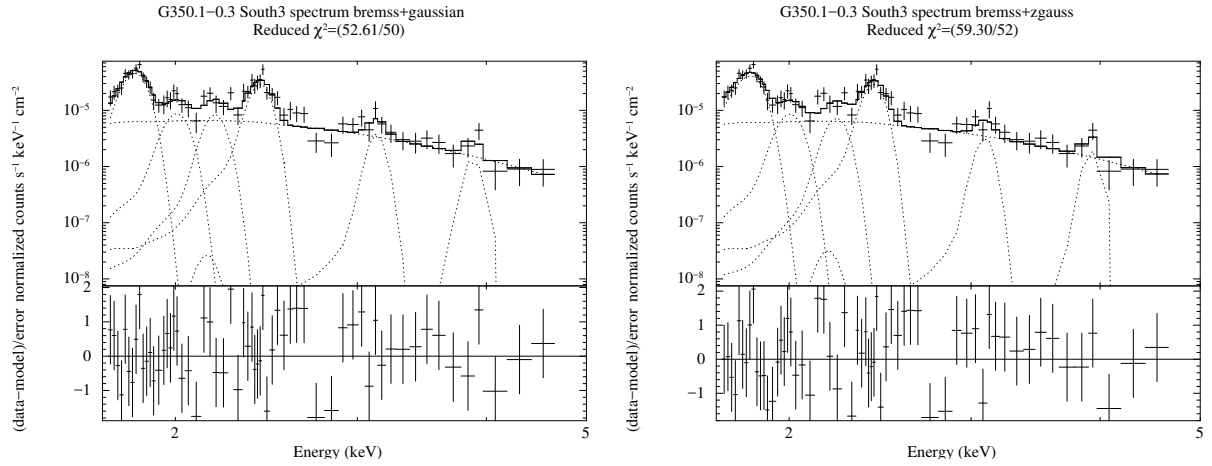 G350.1−0.3 South3 spectrum bremss+gaussian
Reduced χ²=(52.61/50)
(data−model)/error normalized counts s⁻¹ keV⁻¹ cm⁻²
10⁻⁵
10⁻⁶
10⁻⁷
10⁻⁸
2
1
0
−1
2
5
Energy (keV)
G350.1−0.3 South3 spectrum bremss+zgauss
Reduced χ²=(59.30/52)
(data−model)/error normalized counts s⁻¹ keV⁻¹ cm⁻²
10⁻⁵
10⁻⁶
10⁻⁷
10⁻⁸
2
1
0
−1
2
5
Energy (keV)